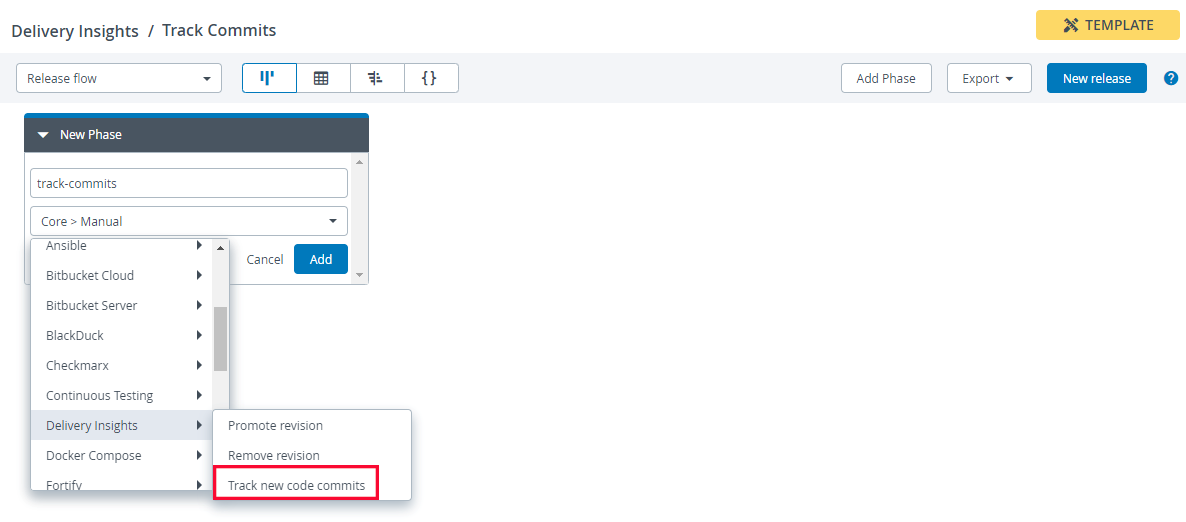 Delivery Insights / Track Commits
TEMPLATE
Release flow
{}
Add Phase
Export
New release
?
New Phase
track-commits
Core > Manual
Cancel
Add
Ansible
Bitbucket Cloud
Bitbucket Server
BlackDuck
Checkmarx
Continuous Testing
Delivery Insights
Docker Compose
Fortify
Promote revision
Remove revision
Track new code commits